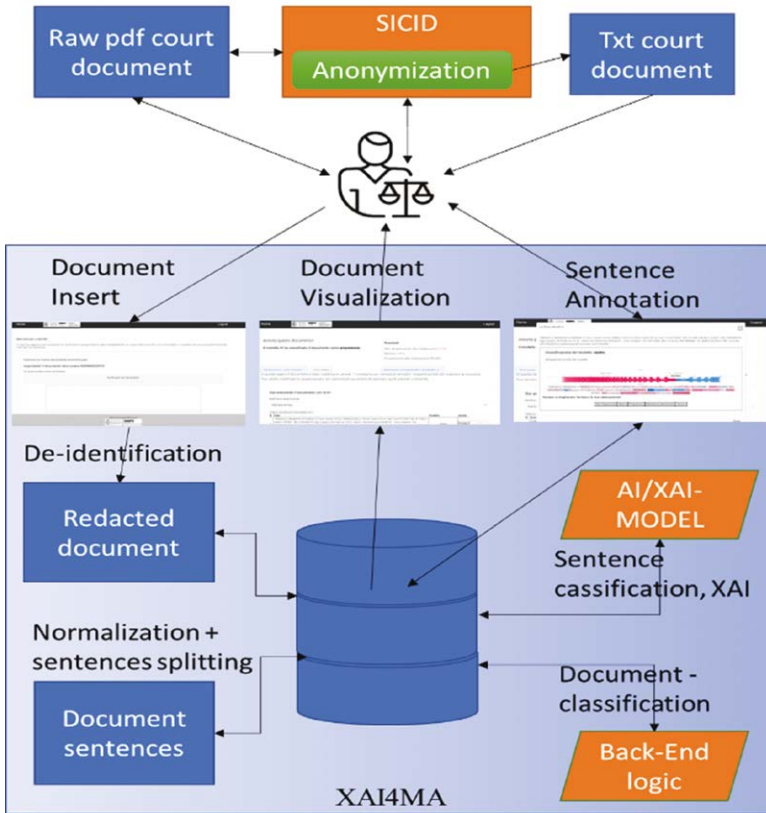 Raw pdf court
document
SICID
Anonymization
Txt court
document
Document
Insert
Document
Visualization
Sentence
Annotation
De-identification
Redacted
document
AI/XAI-
MODEL
Sentence
cassification, XAI
Normalization +
sentences splitting
Document
sentences
Document -
classification
Back-End
logic
XAI4MA